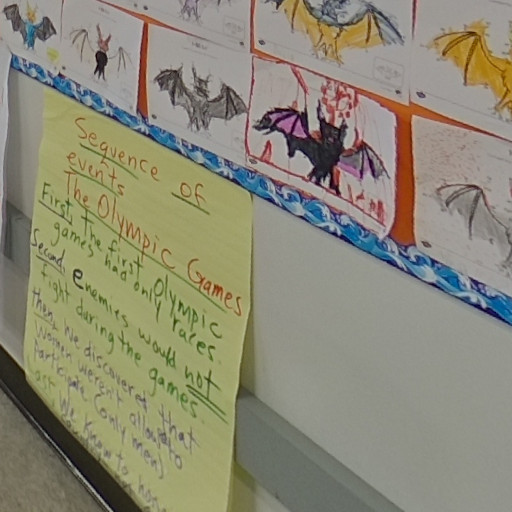 Sequence of
events
The Olympic Games
First, The first Olympic
games had only races.
Second, enemies would not
fight during the games
then, We discovered that
women weren't allowed to
participate (only men)
Last We know to